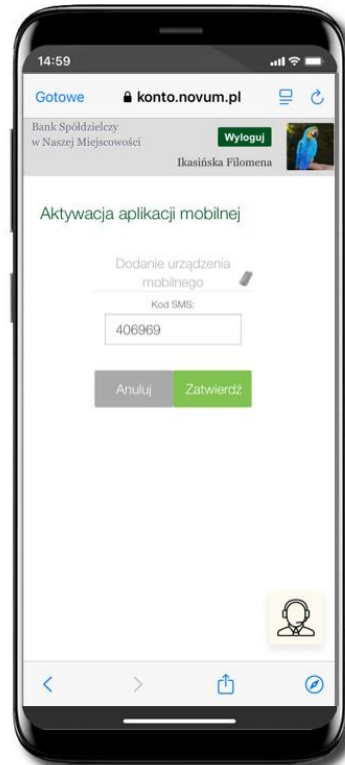 14:59
Gotowe
konto.novum.pl
Bank Spółdzielczy
w Naszej Miejscowości
Wyloguj
Ikasińska Filomena
Aktywacja aplikacji mobilnej
Dodanie urządzenia
mobilnego
Kod SMS:
406969
Anuluj
Zatwierdź